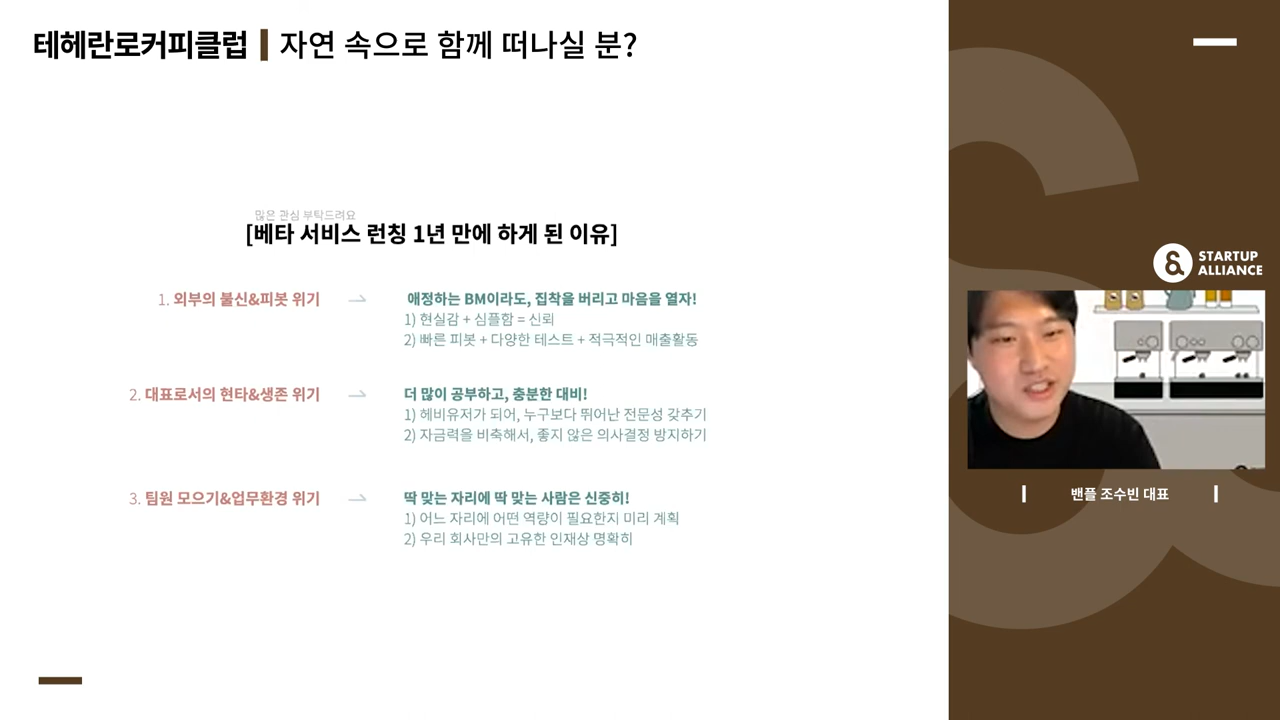 테헤란로커피클럽 | 자연 속으로 함께 떠나실 분?
많은 관심 부탁드려요
[베타 서비스 런칭 1년 만에 하게 된 이유]
1. 외부의 불신&피봇 위기
애정하는 BM이라도, 집착을 버리고 마음을 열자!
1) 현실감 + 심플함 = 신뢰
2) 빠른 피봇 + 다양한 테스트 + 적극적인 매출활동
2. 대표로서의 현타&생존 위기
더 많이 공부하고, 충분한 대비!
1) 헤비유저가 되어, 누구보다 뛰어난 전문성 갖추기
2) 자금력을 비축해서, 좋지 않은 의사결정 방지하기
3. 팀원 모으기&업무환경 위기
딱 맞는 자리에 딱 맞는 사람은 신중히!
1) 어느 자리에 어떤 역량이 필요한지 미리 계획
2) 우리 회사만의 고유한 인재상 명확히
STARTUP
ALLIANCE
밴플 조수빈 대표